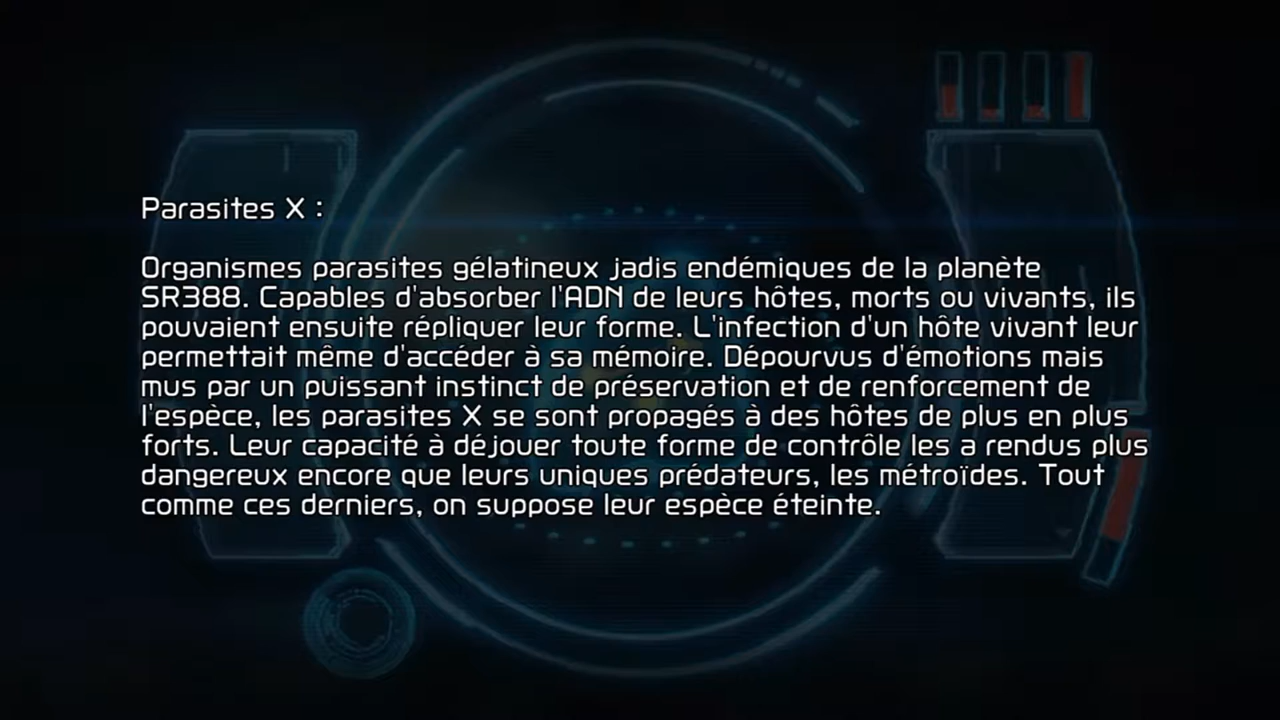 Parasites X :
Organismes parasites gélatineux jadis endémiques de la planète
SR388. Capables d'absorber l'ADN de leurs hôtes, morts ou vivants, ils
pouvaient ensuite répliquer leur forme. L'infection d'un hôte vivant leur
permettait même d'accéder à sa mémoire. Dépourvus d'émotions mais
mus par un puissant instinct de préservation et de renforcement de
l'espèce, les parasites X se sont propagés à des hôtes de plus en plus
forts. Leur capacité à déjouer toute forme de contrôle les a rendus plus
dangereux encore que leurs uniques prédateurs, les métroïdes. Tout
comme ces derniers, on suppose leur espèce éteinte.